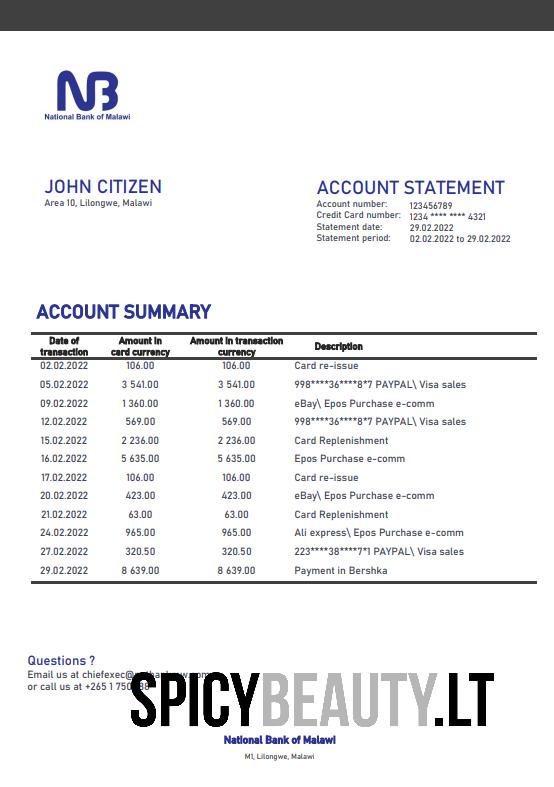 NB
National Bank of Malawi
JOHN CITIZEN
Area 10, Lilongwe, Malawi
ACCOUNT STATEMENT
Account number: 123456789
Credit Card number: 1234 **** **** 4321
Statement date: 29.02.2022
Statement period: 02.02.2022 to 29.02.2022
ACCOUNT SUMMARY
Date of transaction Amount in card currency Amount in transaction currency Description
02.02.2022 106.00 106.00 Card re-issue
05.02.2022 3 541.00 3 541.00 998****36****8*7 PAYPAL\ Visa sales
09.02.2022 1 360.00 1 360.00 eBay\ Epos Purchase e-comm
12.02.2022 569.00 569.00 998****36****8*7 PAYPAL\ Visa sales
15.02.2022 2 236.00 2 236.00 Card Replenishment
16.02.2022 5 635.00 5 635.00 Epos Purchase e-comm
17.02.2022 106.00 106.00 Card re-issue
20.02.2022 423.00 423.00 eBay\ Epos Purchase e-comm
21.02.2022 63.00 63.00 Card Replenishment
24.02.2022 965.00 965.00 Ali express\ Epos Purchase e-comm
27.02.2022 320.50 320.50 223****38****7*1 PAYPAL\ Visa sales
29.02.2022 8 639.00 8 639.00 Payment in Bershka
Questions ?
Email us at
or call us at +265 1 750
SPICYBEAUTY.LT
National Bank of Malawi
M1, Lilongwe, Malawi